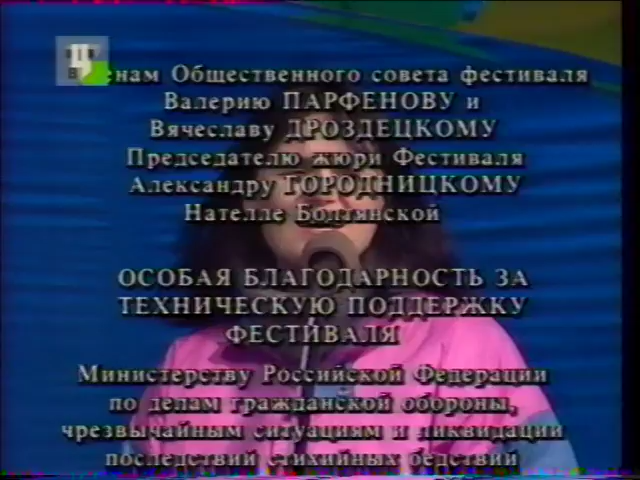 енам Общественного совета фестиваля
Валерию ПАРФЕНОВУ и
Вячеславу ДРОЗДЕЦКОМУ
Председателю жюри Фестиваля
Александру ГОРОДНИЦКОМУ
Нателле Болтянской
ОСОБАЯ БЛАГОДАРНОСТЬ ЗА
ТЕХНИЧЕСКУЮ ПОДДЕРЖКУ
ФЕСТИВАЛЯ
Министерству Российской Федерации
по делам гражданской обороны,
чрезвычайным ситуациям и ликвидации
последствий стихийных бедствий